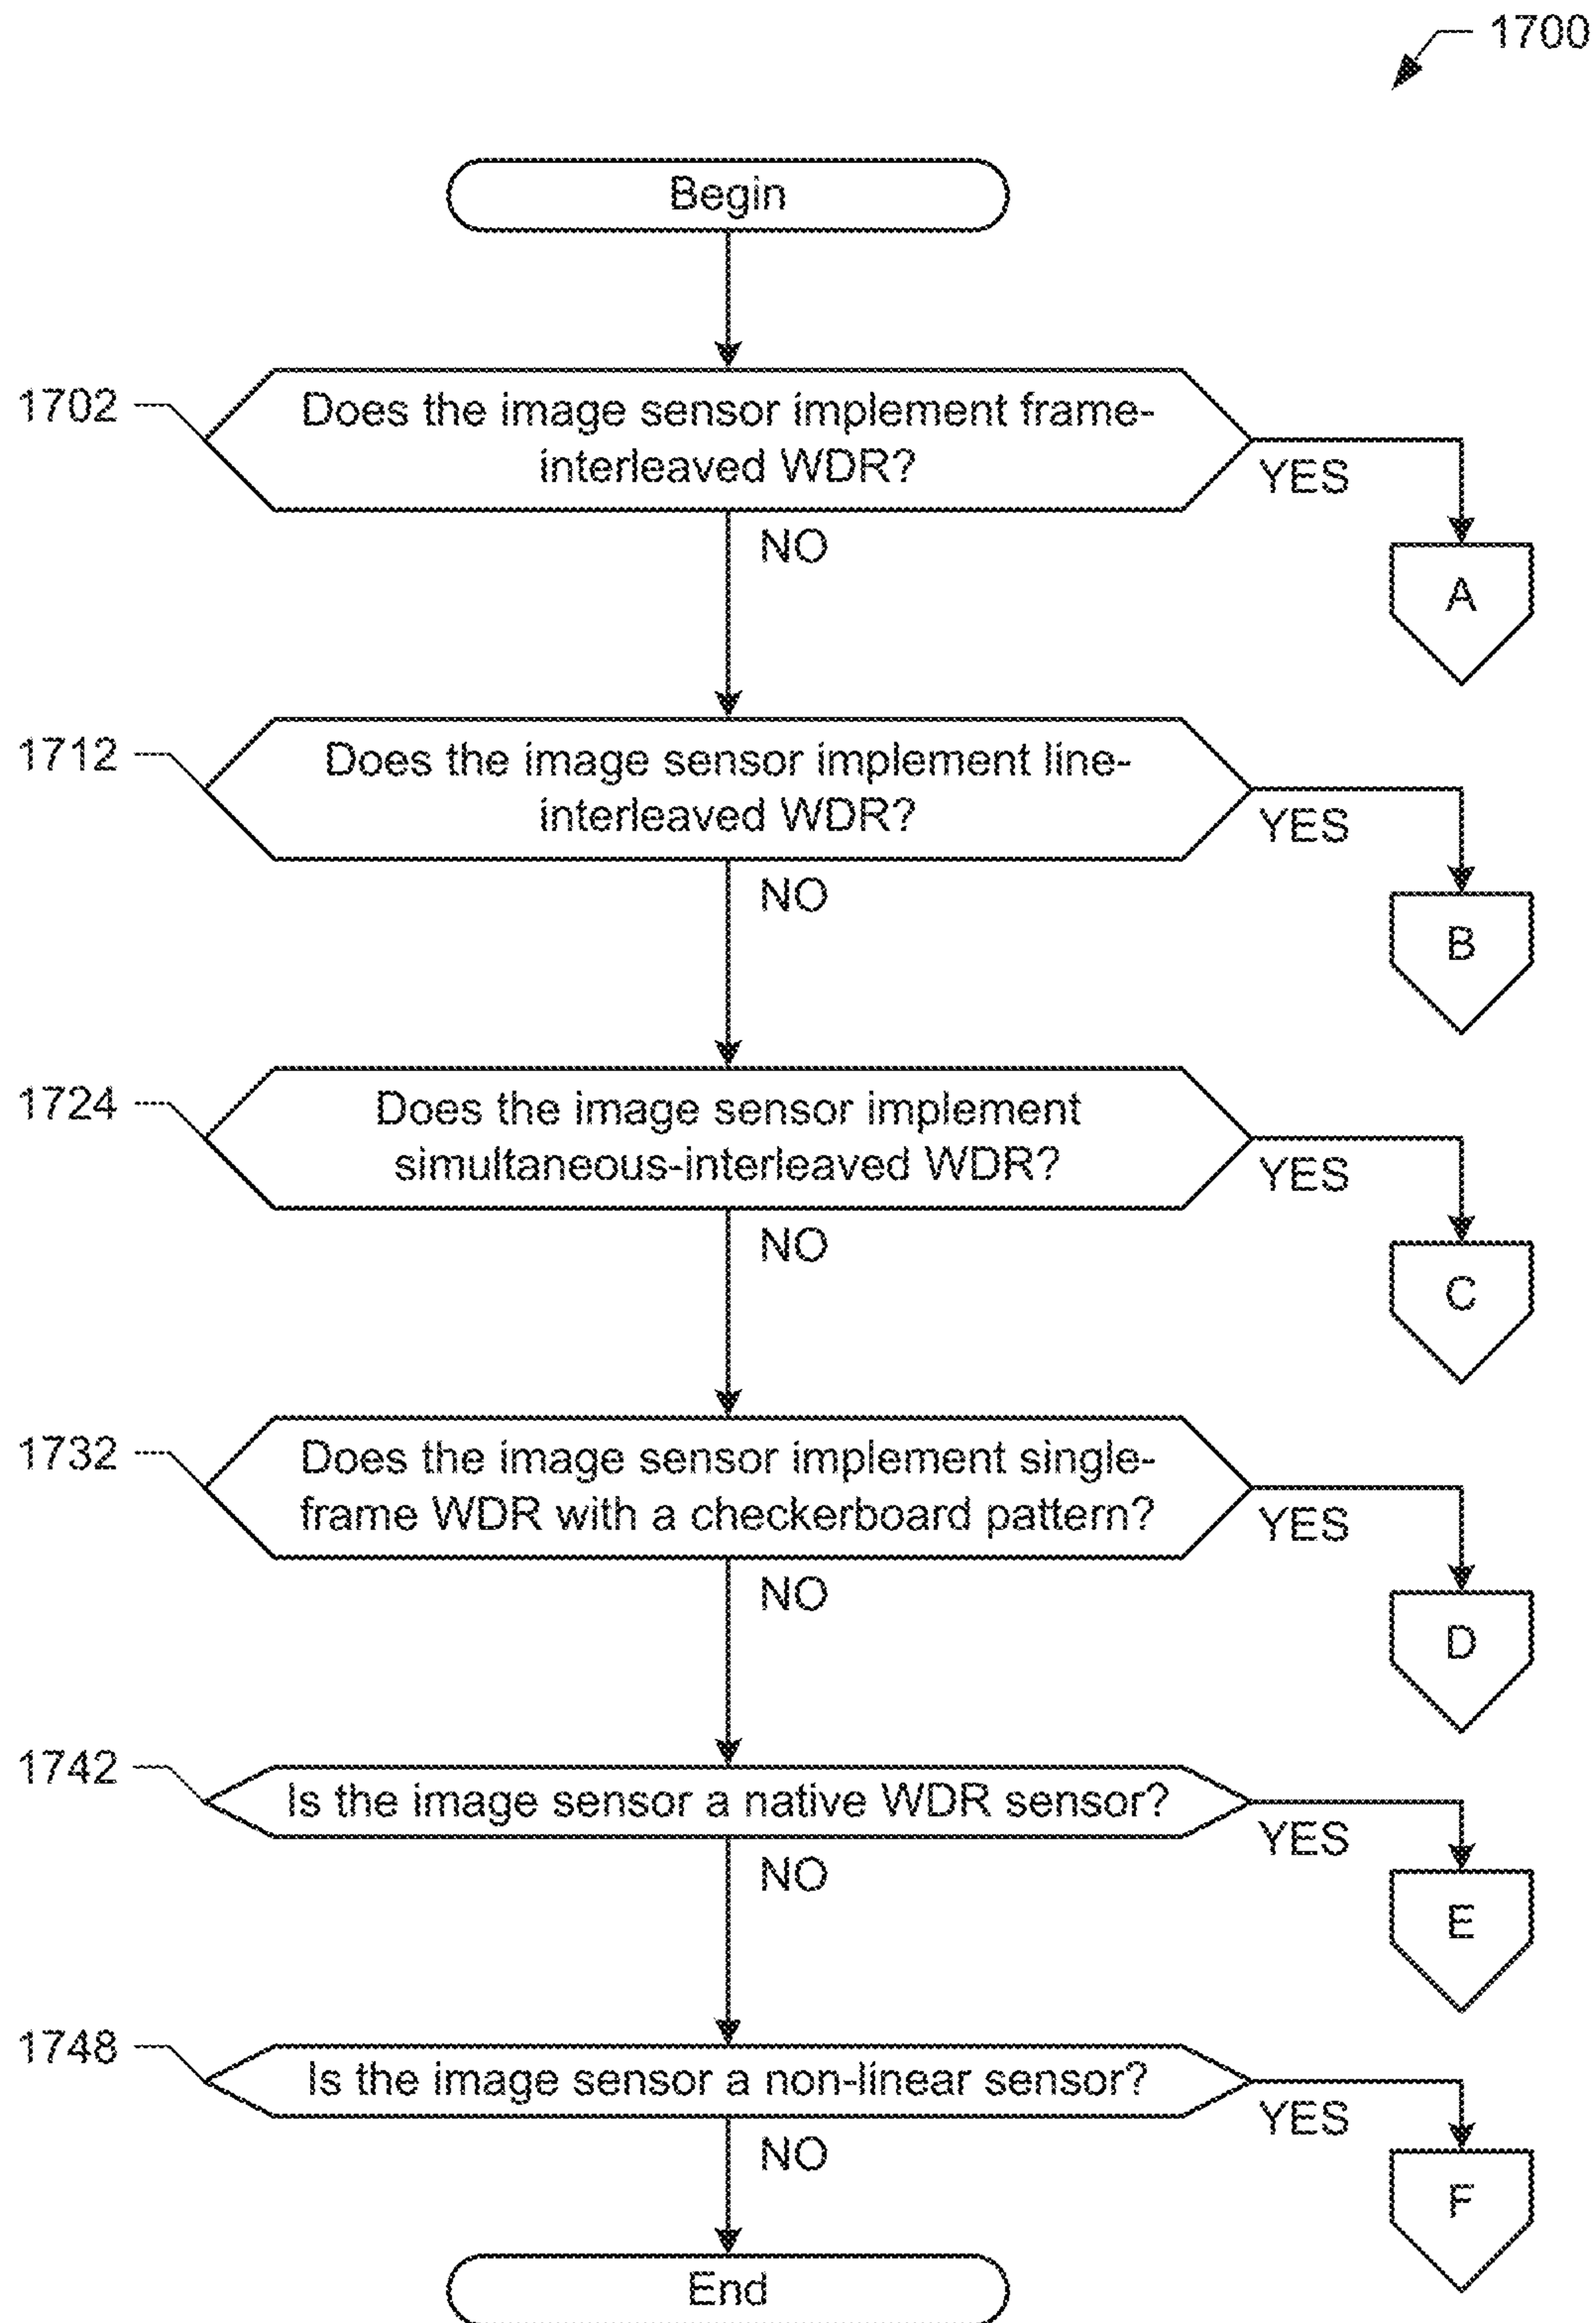 1700
Begin
1702
Does the image sensor implement frame-
interleaved WDR?
YES
NO
A
1712
Does the image sensor implement line-
interleaved WDR?
YES
NO
B
1724
Does the image sensor implement
simultaneous-interleaved WDR?
YES
NO
C
1732
Does the image sensor implement single-
frame WDR with a checkerboard pattern?
YES
NO
D
1742
Is the image sensor a native WDR sensor?
YES
NO
E
1748
Is the image sensor a non-linear sensor?
YES
NO
F
End